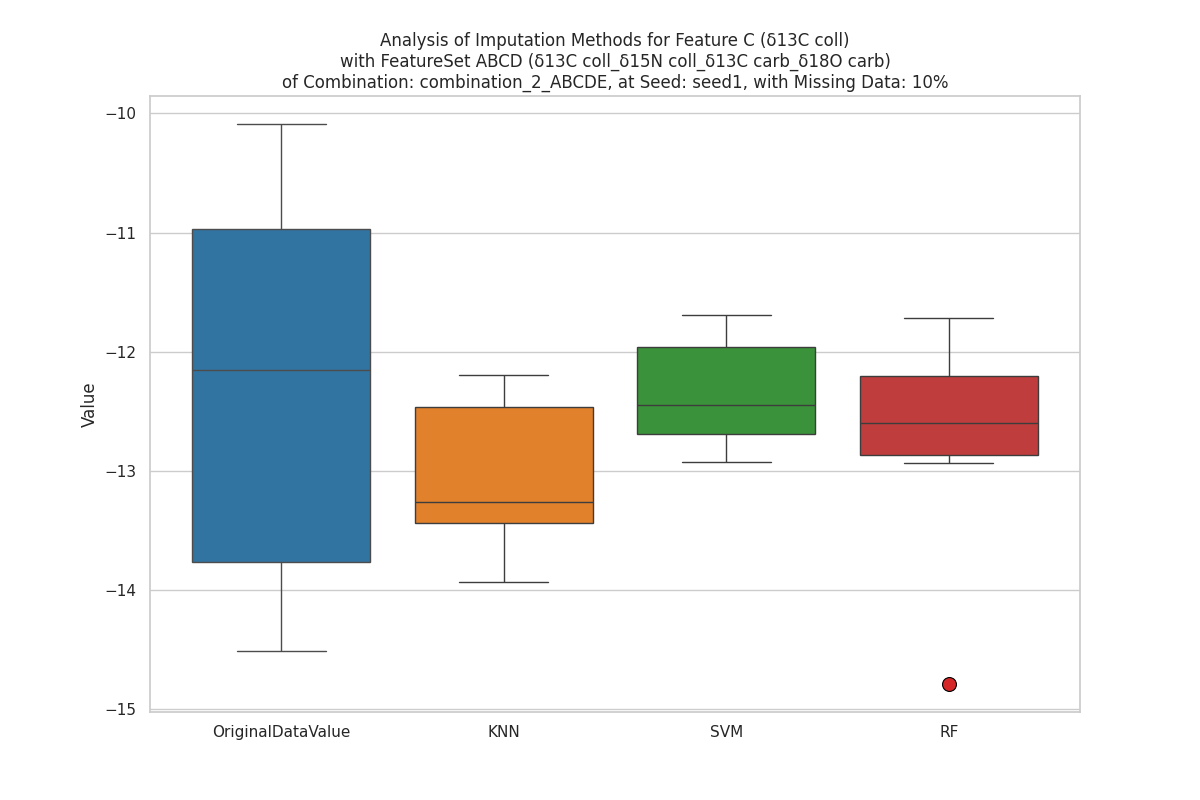 Analysis of Imputation Methods for Feature C (δ13C coll)
with FeatureSet ABCD (δ13C coll_δ15N coll_δ13C carb_δ18O carb)
of Combination: combination_2_ABCDE, at Seed: seed1, with Missing Data: 10%
−10
−11
−12
−13
−14
−15
Value
OriginalDataValue
KNN
SVM
RF